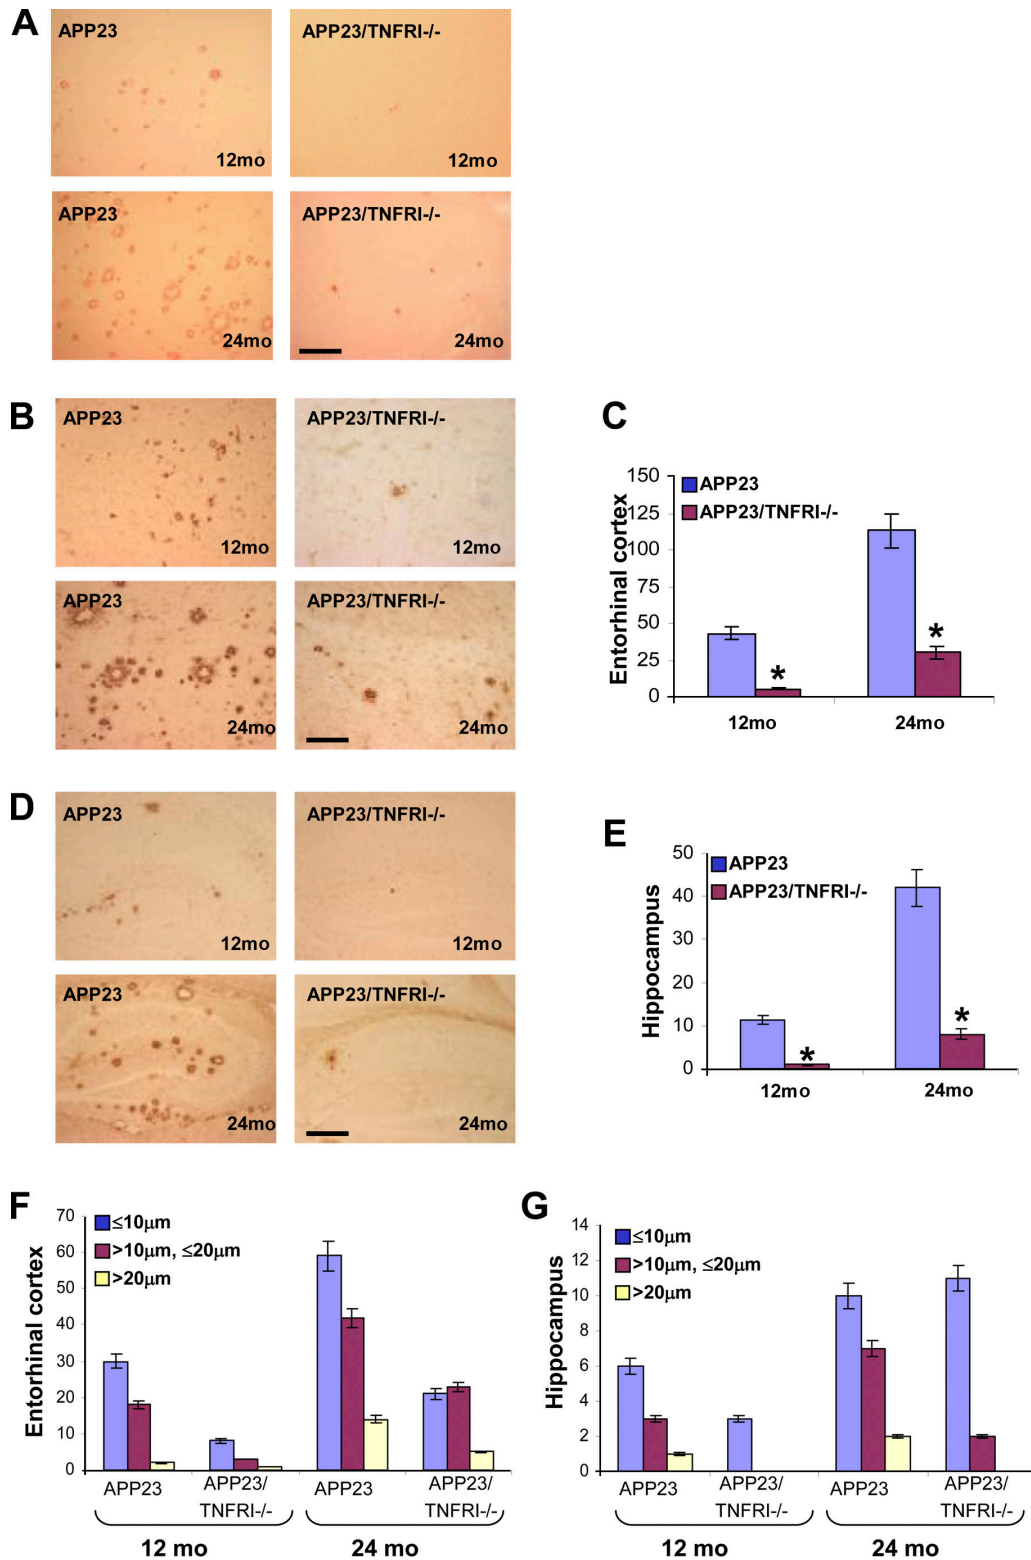 A
APP23
12mo
APP23/TNFRI-/-
12mo
APP23
24mo
APP23/TNFRI-/-
24mo
B
APP23
12mo
APP23/TNFRI-/-
12mo
APP23
24mo
APP23/TNFRI-/-
24mo
C
Entorhinal cortex
150
125
100
75
50
25
0
APP23
APP23/TNFRI-/-
*
*
12mo
24mo
D
APP23
12mo
APP23/TNFRI-/-
12mo
APP23
24mo
APP23/TNFRI-/-
24mo
E
Hippocampus
50
40
30
20
10
0
APP23
APP23/TNFRI-/-
*
*
12mo
24mo
F
Entorhinal cortex
70
60
50
40
30
20
10
0
≤10µm
>10µm, ≤20µm
>20µm
APP23
APP23/
TNFRI-/-
APP23
APP23/
TNFRI-/-
12 mo
24 mo
G
Hippocampus
14
12
10
8
6
4
2
0
≤10µm
>10µm, ≤20µm
>20µm
APP23
APP23/
TNFRI-/-
APP23
APP23/
TNFRI-/-
12 mo
24 mo